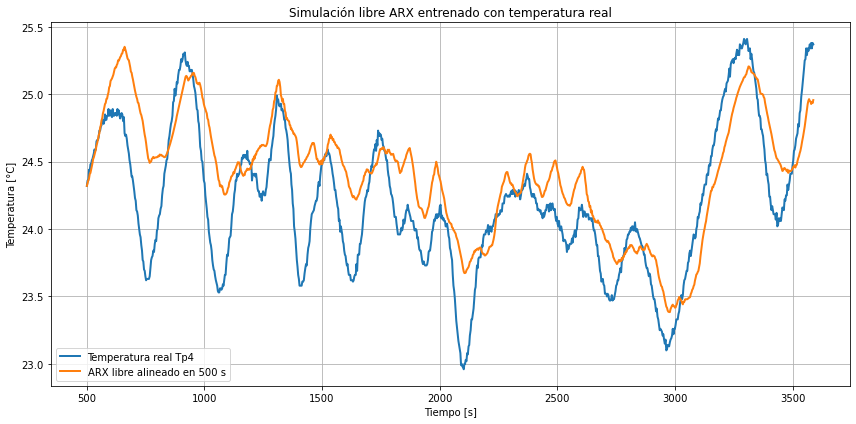 Simulación libre ARX entrenado con temperatura real
25.5
25.0
24.5
24.0
23.5
23.0
Temperatura [°C]
Temperatura real Tp4
ARX libre alineado en 500 s
500
1000
1500
2000
2500
3000
3500
Tiempo [s]